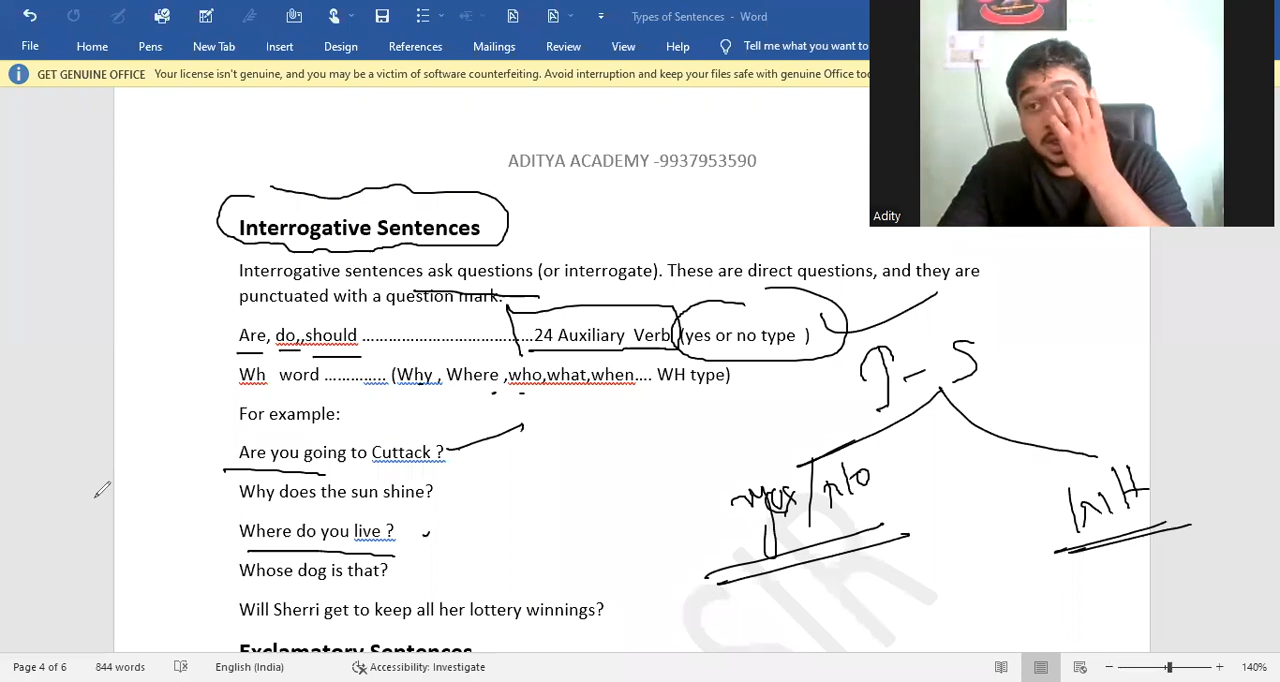 Types of Sentences - Word
File Home Pens New Tab Insert Design References Mailings Review View Help Tell me what you want to
GET GENUINE OFFICE Your license isn't genuine, and you may be a victim of software counterfeiting. Avoid interruption and keep your files safe with genuine Office too
ADITYA ACADEMY -9937953590
Adity
Interrogative Sentences
Interrogative sentences ask questions (or interrogate). These are direct questions, and they are
punctuated with a question mark.
Are, do,,should ……………………………………..24 Auxiliary Verb (yes or no type )
Wh word ………….. (Why , Where ,who,what,when…. WH type)
I - S
For example:
Are you going to Cuttack ?
yes/no
WH
Why does the sun shine?
Where do you live ?
Whose dog is that?
SIR
Will Sherri get to keep all her lottery winnings?
Exclamatory Sentences
Page 4 of 6 844 words English (India) Accessibility: Investigate 140%